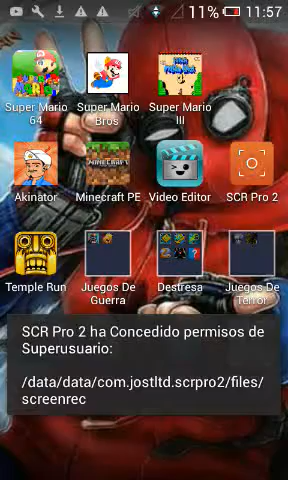 11% 11:57
Super Mario 64
Super Mario Bros
Super Mario III
Akinator
Minecraft PE
Video Editor
SCR Pro 2
Temple Run
Juegos De Guerra
Destresa
Juegos De Terror
SCR Pro 2 ha Concedido permisos de
Superusuario:
/data/data/com.jostltd.scrpro2/files/
screenrec